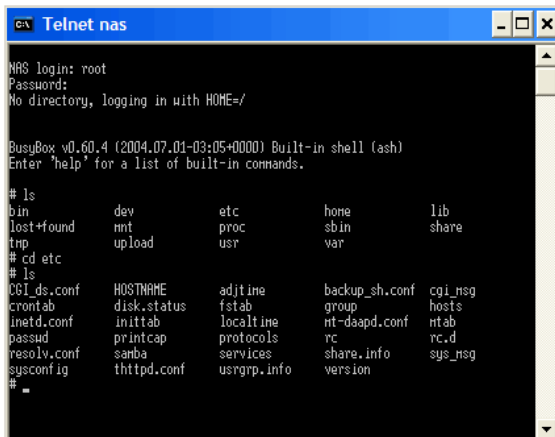 Telnet nas
NAS login: root
Password:
No directory, logging in with HOME=/
BusyBox v0.60.4 (2004.07.01-03:05+0000) Built-in shell (ash)
Enter 'help' for a list of built-in commands.
# ls
bin dev etc home lib
lost+found mnt proc sbin share
tmp upload usr var
# cd etc
# ls
CGI_ds.conf HOSTNAME adjtime backup_sh.conf cgi_msg
crontab disk.status fstab group hosts
inetd.conf inittab localtime mt-daapd.conf mtab
passwd printcap protocols rc rc.d
resolv.conf samba services share.info sys_msg
sysconfig thttpd.conf usrgrp.info version
# _